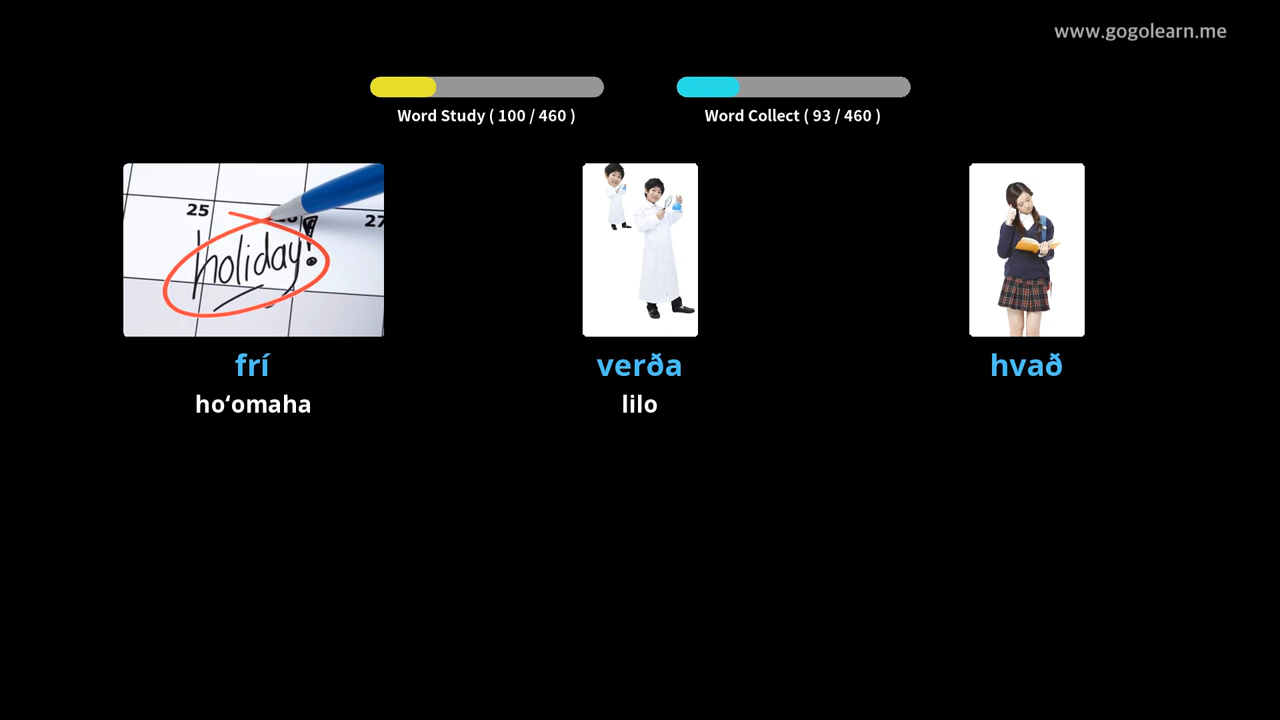 www.gogolearn.me
Word Study ( 100 / 460 )
Word Collect ( 93 / 460 )
25
27
holiday!
frí
verða
hvað
hoʻomaha
lilo